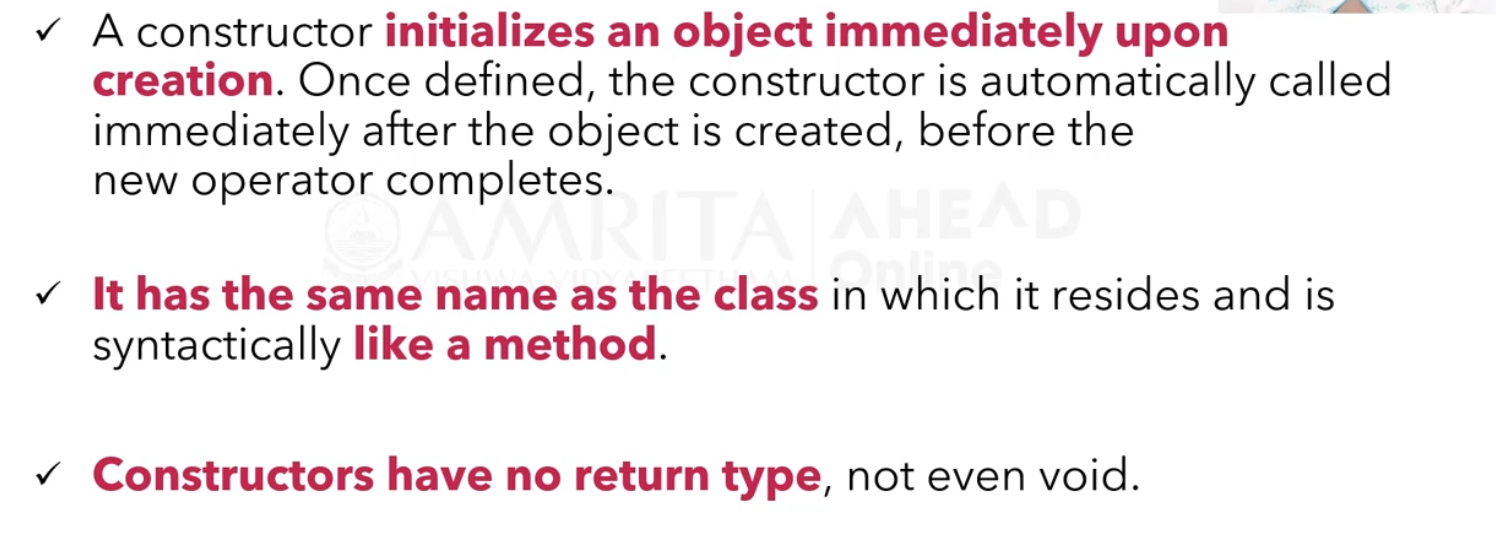 ✓ A constructor initializes an object immediately upon
creation. Once defined, the constructor is automatically called
immediately after the object is created, before the
new operator completes.
AMRITA AHEAD
VISHWA VIDYAPEETHAM Online
✓ It has the same name as the class in which it resides and is
syntactically like a method.
✓ Constructors have no return type, not even void.